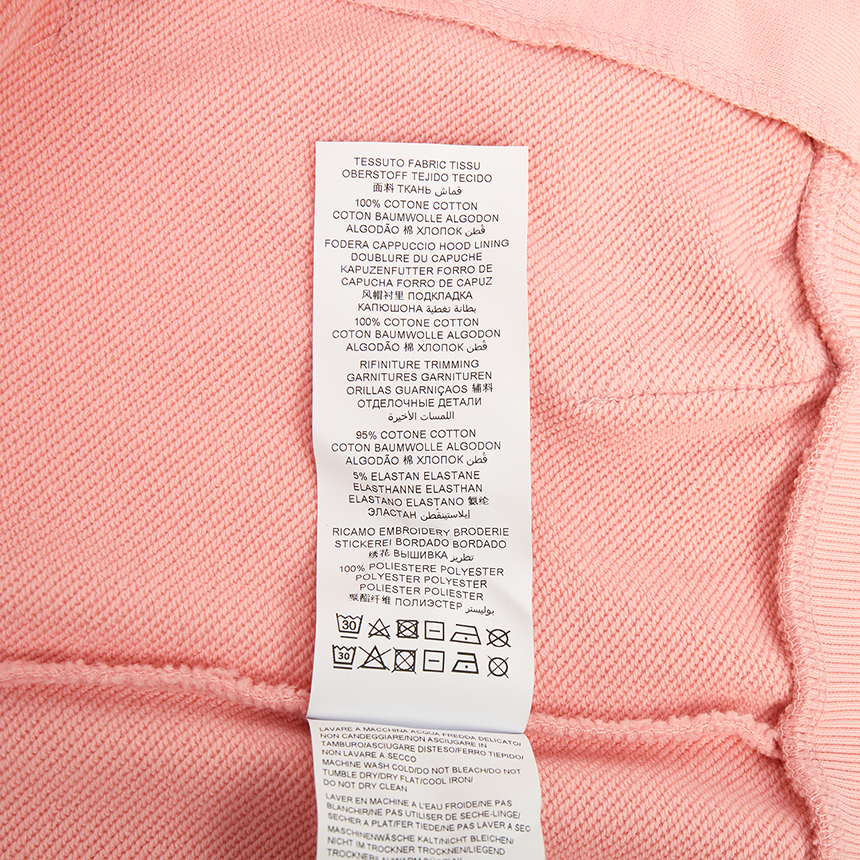 TESSUTO FABRIC TISSU
OBERSTOFF TEJIDO TECIDO
面料 ТКАНЬ قماش
100% COTONE COTTON
COTON BAUMWOLLE ALGODON
ALGODÃO 棉 ХЛОПОК قُطن
FODERA CAPPUCCIO HOOD LINING
DOUBLURE DU CAPUCHE
KAPUZENFUTTER FORRO DE
CAPUCHA FORRO DE CAPUZ
风帽衬里 ПОДКЛАДКА
КАПЮШОНА بطانة تغطية
100% COTONE COTTON
COTON BAUMWOLLE ALGODON
ALGODÃO 棉 ХЛОПОК قُطن
RIFINITURE TRIMMING
GARNITURES GARNITUREN
ORILLAS GUARNIÇAOS 辅料
ОТДЕЛОЧНЫЕ ДЕТАЛИ
اللمسات الأخيرة
95% COTONE COTTON
COTON BAUMWOLLE ALGODON
ALGODÃO 棉 ХЛОПОК قُطن
5% ELASTAN ELASTANE
ELASTHANNE ELASTHAN
ELASTANO ELASTANO 氨纶
ЭЛАСТАН إيلاستينقُطن
RICAMO EMBROIDERY BRODERIE
STICKEREI BORDADO BORDADO
绣花 ВЫШИВКА تطريز
100% POLIESTERE POLYESTER
POLYESTER POLYESTER
POLIESTER POLIESTER
聚酯纤维 ПОЛИЭСТЕР بوليستر
30
30
LAVARE A MACCHINA ACQUA FREDDA DELICATO/
NON CANDEGGIARE/NON ASCIUGARE IN
TAMBURO/ASCIUGARE DISTESO/FERRO TIEPIDO/
NON LAVARE A SECCO
MACHINE WASH COLD/DO NOT BLEACH/DO NOT
TUMBLE DRY/DRY FLAT/COOL IRON/
DO NOT DRY CLEAN
LAVER EN MACHINE A L'EAU FROIDE/NE PAS
BLANCHIR/NE PAS UTILISER DE SECHE-LINGE/
SECHER A PLAT/FER TIEDE/NE PAS LAVER A SEC
MASCHINENWÄSCHE KALT/NICHT BLEICHEN/
NICHT IM TROCKNER TROCKNEN/LIEGEND